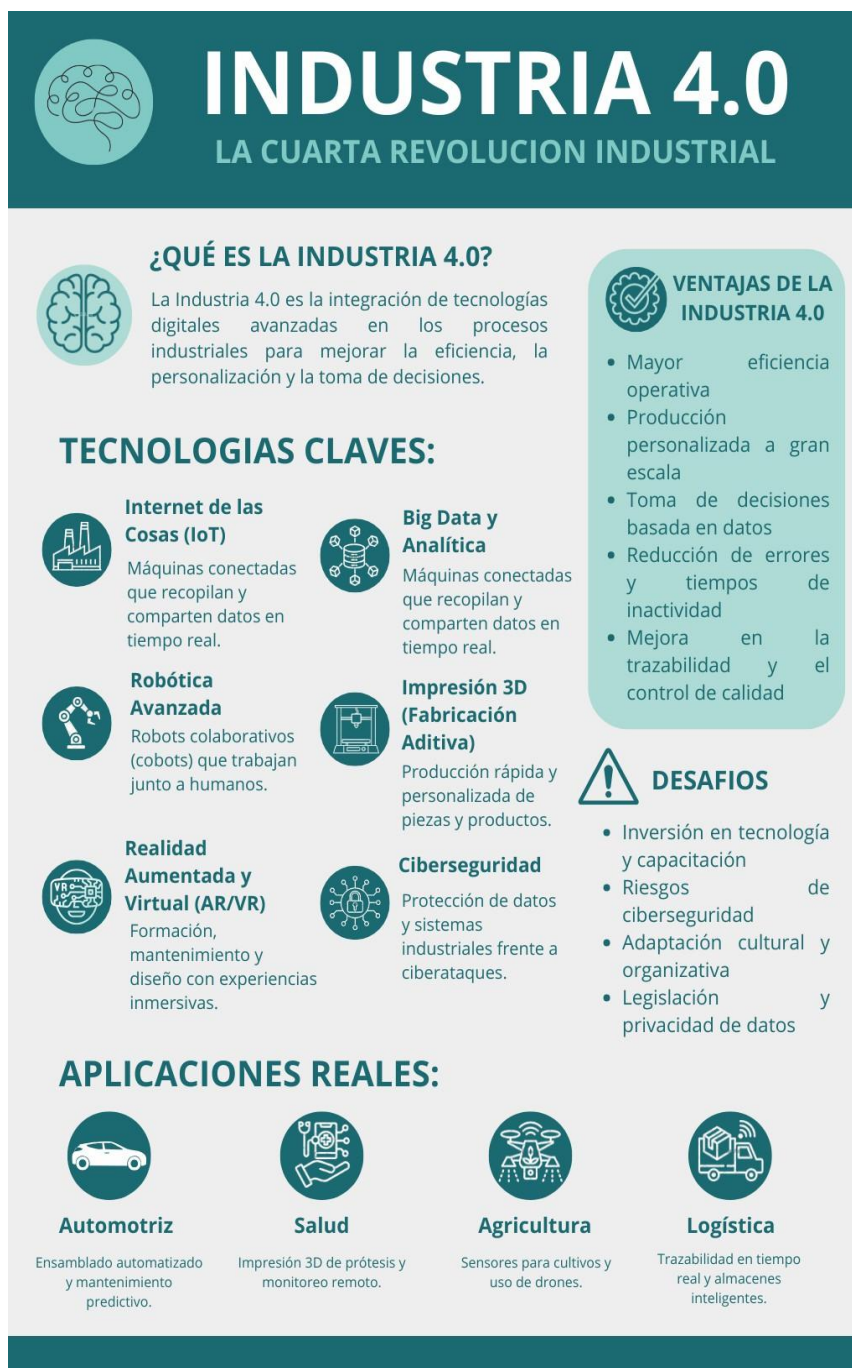 INDUSTRIA 4.0
LA CUARTA REVOLUCION INDUSTRIAL
¿QUÉ ES LA INDUSTRIA 4.0?
La Industria 4.0 es la integración de tecnologías
digitales avanzadas en los procesos
industriales para mejorar la eficiencia, la
personalización y la toma de decisiones.
TECNOLOGIAS CLAVES:
Internet de las
Cosas (IoT)
Máquinas conectadas
que recopilan y
comparten datos en
tiempo real.
Big Data y
Analítica
Máquinas conectadas
que recopilan y
comparten datos en
tiempo real.
Robótica
Avanzada
Robots colaborativos
(cobots) que trabajan
junto a humanos.
Impresión 3D
(Fabricación
Aditiva)
Producción rápida y
personalizada de
piezas y productos.
Realidad
Aumentada y
Virtual (AR/VR)
Formación,
mantenimiento y
diseño con experiencias
inmersivas.
VR
Ciberseguridad
Protección de datos
y sistemas
industriales frente a
ciberataques.
VENTAJAS DE LA
INDUSTRIA 4.0
• Mayor eficiencia
operativa
• Producción
personalizada a gran
escala
• Toma de decisiones
basada en datos
• Reducción de errores
y tiempos de
inactividad
• Mejora en la
trazabilidad y el
control de calidad
DESAFIOS
• Inversión en tecnología
y capacitación
• Riesgos de
ciberseguridad
• Adaptación cultural y
organizativa
• Legislación y
privacidad de datos
APLICACIONES REALES:
Automotriz
Ensamblado automatizado
y mantenimiento
predictivo.
Salud
Impresión 3D de prótesis y
monitoreo remoto.
Agricultura
Sensores para cultivos y
uso de drones.
Logística
Trazabilidad en tiempo
real y almacenes
inteligentes.